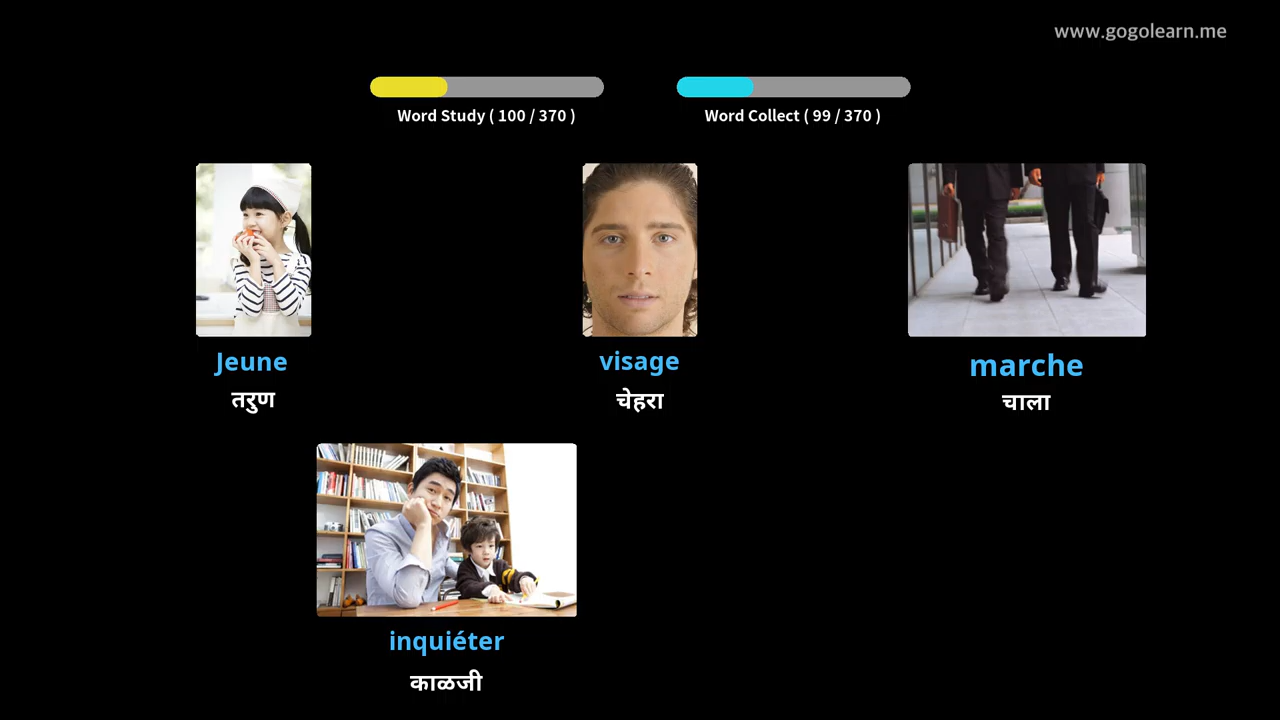 www.gogolearn.me
Word Study ( 100 / 370 )
Word Collect ( 99 / 370 )
Jeune
तरुण
visage
चेहरा
marche
चाला
inquiéter
काळजी